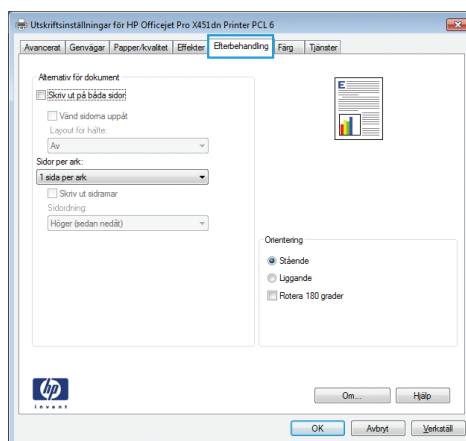 Utskriftsinställningar för HP Officejet Pro X451dn Printer PCL 6
Avancerat Genvägar Papper/kvalitet Effekter Efterbehandling Färg Tjänster
Alternativ för dokument
Skriv ut på båda sidor
Vänd sidorna uppåt
Layout för häfte:
Av
Sidor per ark:
1 sida per ark
Skriv ut sidramar
Sidordning:
Höger (sedan nedåt)
E
Orientering
Stående
Liggande
Rotera 180 grader
hp
invent
Om... Hjälp
OK Avbryt Verkställ